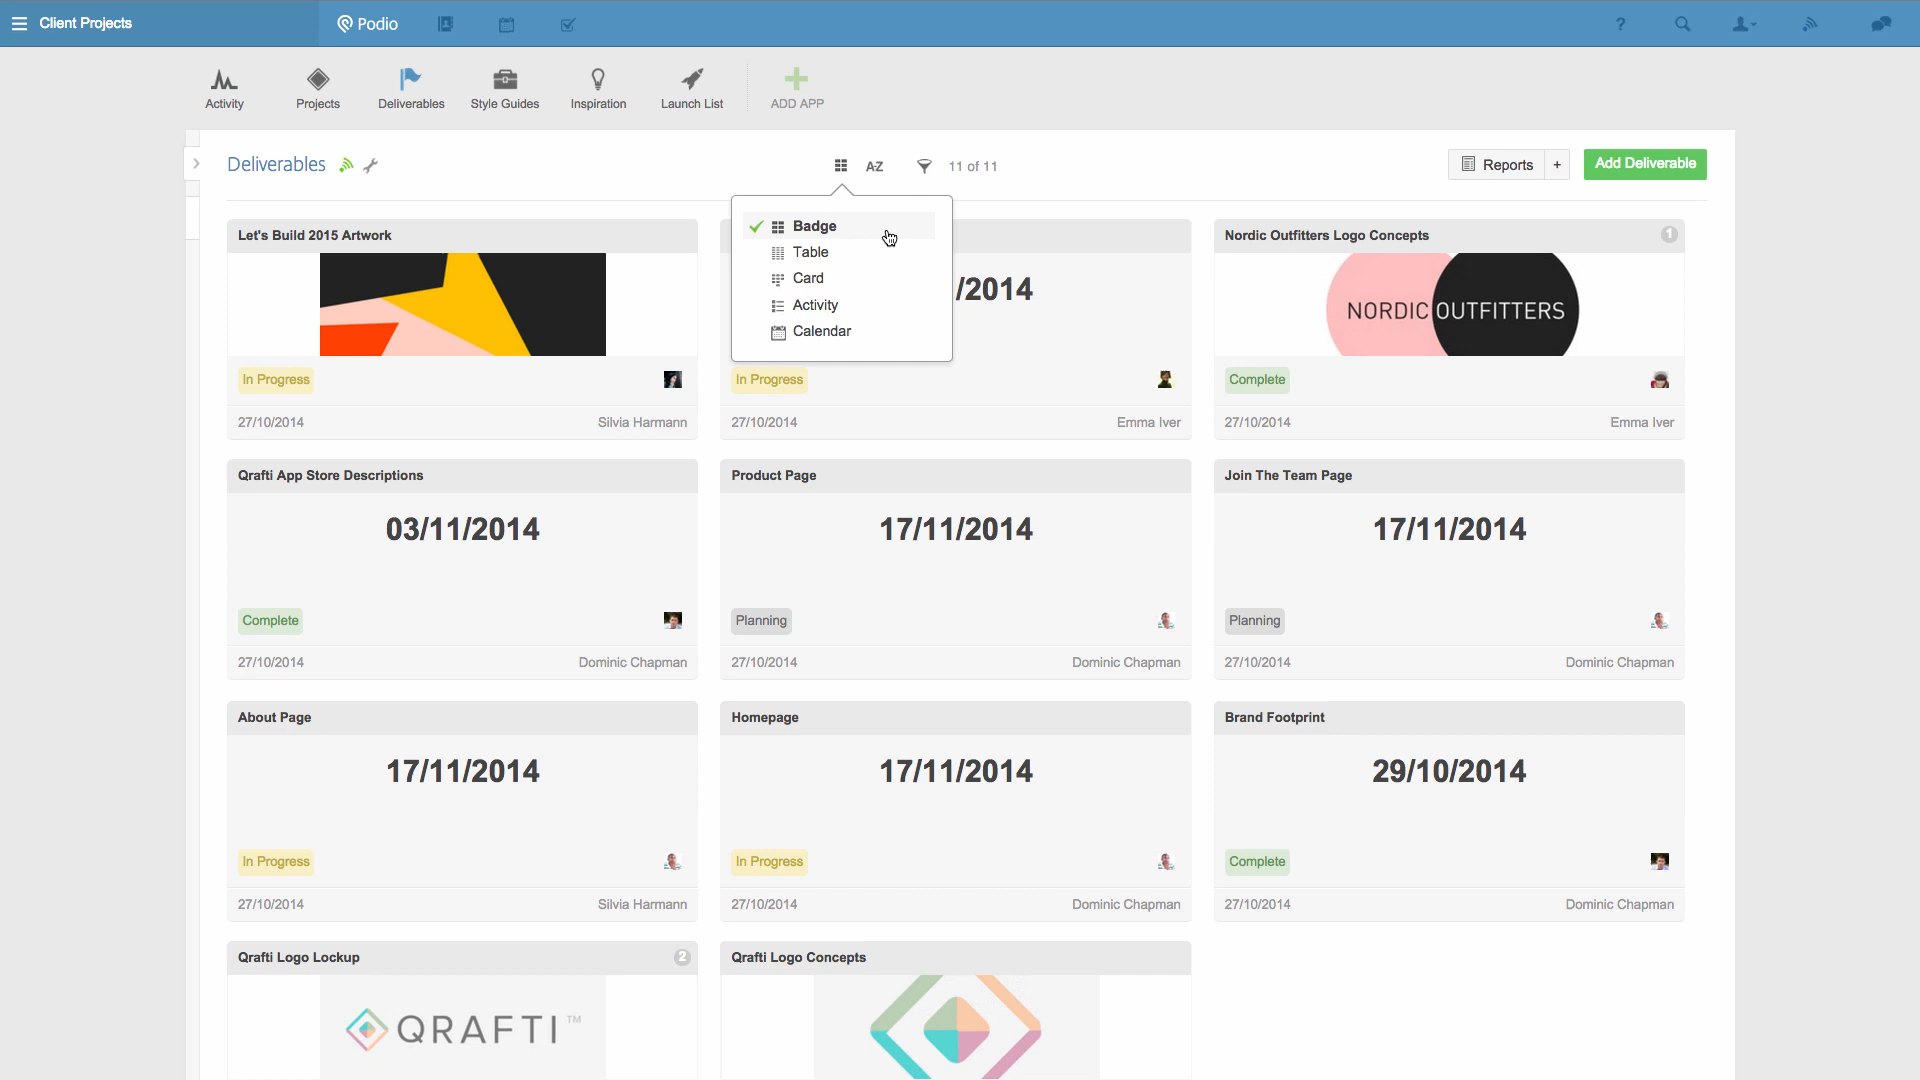 Client Projects
Podio
?
Activity
Projects
Deliverables
Style Guides
Inspiration
Launch List
ADD APP
Deliverables
A-Z
11 of 11
Reports
+
Add Deliverable
Badge
Table
Card
Activity
Calendar
Let's Build 2015 Artwork
In Progress
27/10/2014
Silvia Harmann
/2014
In Progress
27/10/2014
Emma Iver
Nordic Outfitters Logo Concepts
1
NORDIC OUTFITTERS
Complete
27/10/2014
Emma Iver
Qrafti App Store Descriptions
03/11/2014
Complete
27/10/2014
Dominic Chapman
Product Page
17/11/2014
Planning
27/10/2014
Dominic Chapman
Join The Team Page
17/11/2014
Planning
27/10/2014
Dominic Chapman
About Page
17/11/2014
In Progress
27/10/2014
Silvia Harmann
Homepage
17/11/2014
In Progress
27/10/2014
Dominic Chapman
Brand Footprint
29/10/2014
Complete
27/10/2014
Dominic Chapman
Qrafti Logo Lockup
2
QRAFTI™
Qrafti Logo Concepts